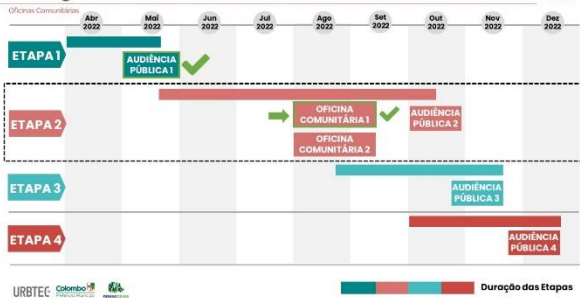 Oficinas Comunitárias
Abr 2022
Mai 2022
Jun 2022
Jul 2022
Ago 2022
Set 2022
Out 2022
Nov 2022
Dez 2022
ETAPA 1
AUDIÊNCIA
PÚBLICA 1
ETAPA 2
OFICINA
COMUNITÁRIA 1
AUDIÊNCIA
PÚBLICA 2
OFICINA
COMUNITÁRIA 2
ETAPA 3
AUDIÊNCIA
PÚBLICA 3
ETAPA 4
AUDIÊNCIA
PÚBLICA 4
URBTEC
Colombo
Prefeitura Municipal
Duração das Etapas